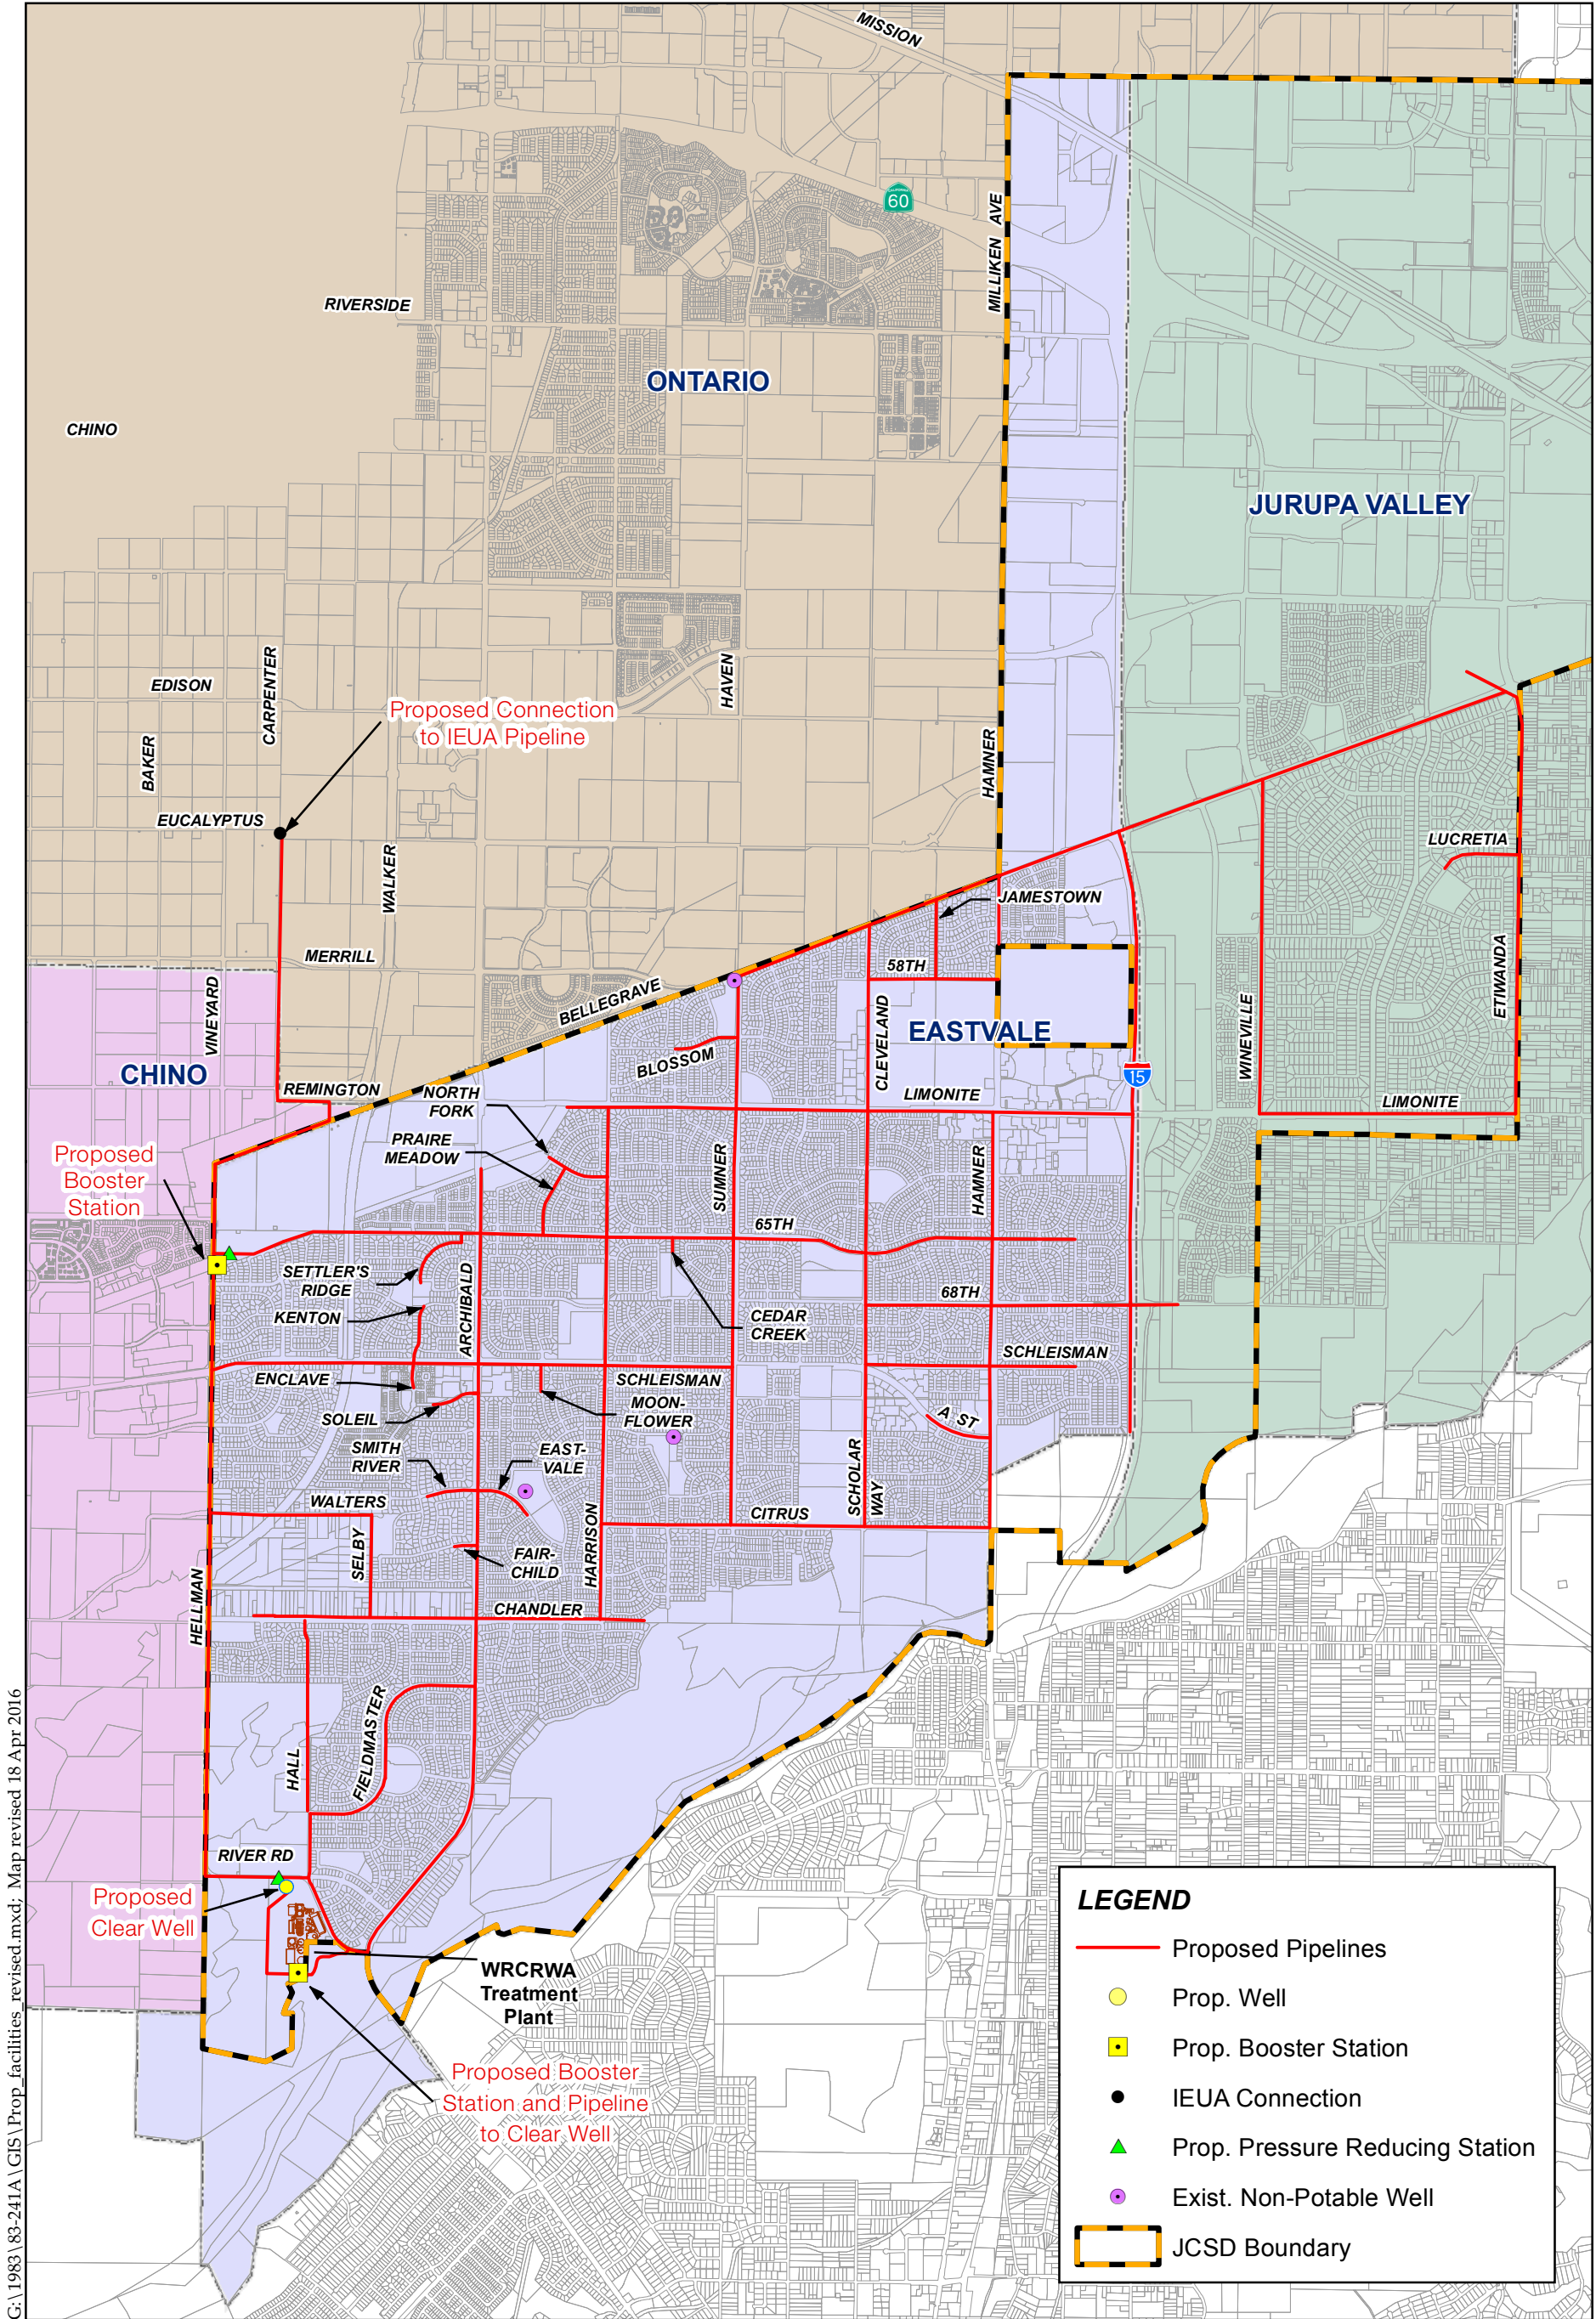 MISSION
60
MILLIKEN AVE
RIVERSIDE
ONTARIO
CHINO
JURUPA VALLEY
EDISON
CARPENTER
HAVEN
Proposed Connection
to IEUA Pipeline
BAKER
HAMNER
EUCALYPTUS
WALKER
LUCRETIA
JAMESTOWN
MERRILL
58TH
VINEYARD
BELLEGRAVE
ETIWANDA
CLEVELAND
EASTVALE
WINEVILLE
BLOSSOM
CHINO
15
REMINGTON
NORTH
FORK
LIMONITE
LIMONITE
PRAIRE
MEADOW
Proposed
Booster
Station
SUMNER
HAMNER
65TH
SETTLER'S
RIDGE
ARCHIBALD
68TH
KENTON
CEDAR
CREEK
SCHLEISMAN
ENCLAVE
SCHLEISMAN
SOLEIL
MOON-
FLOWER
A ST
SMITH
RIVER
EAST-
VALE
SCHOLAR
WAY
WALTERS
CITRUS
SELBY
HARRISON
FAIR-
CHILD
HELLMAN
CHANDLER
FIELDMASTER
HALL
RIVER RD
Proposed
Clear Well
WRCRWA
Treatment
Plant
Proposed Booster
Station and Pipeline
to Clear Well
LEGEND
Proposed Pipelines
Prop. Well
Prop. Booster Station
IEUA Connection
Prop. Pressure Reducing Station
Exist. Non-Potable Well
JCSD Boundary
G:\1983\83-241A\GIS\Prop_facilities_revised.mxd; Map revised 18 Apr 2016